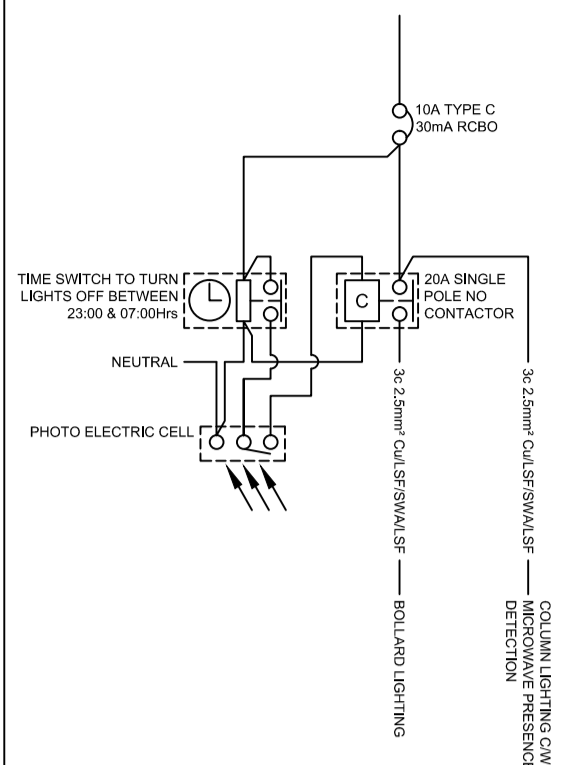 10A TYPE C
30mA RCBO
TIME SWITCH TO TURN
LIGHTS OFF BETWEEN
23:00 & 07:00Hrs
C
20A SINGLE
POLE NO
CONTACTOR
NEUTRAL
PHOTO ELECTRIC CELL
3c 2.5mm² Cu/LSF/SWA/LSF
BOLLARD LIGHTING
3c 2.5mm² Cu/LSF/SWA/LSF
COLUMN LIGHTING C/W
MICROWAVE PRESENCE
DETECTION